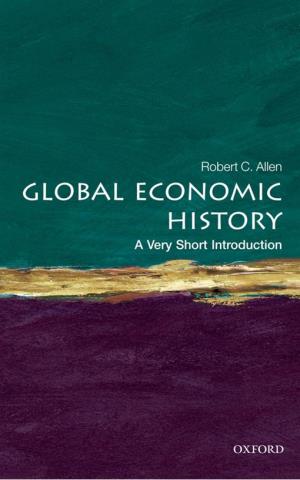 Robert C. Allen
GLOBAL ECONOMIC
HISTORY
A Very Short Introduction
OXFORD